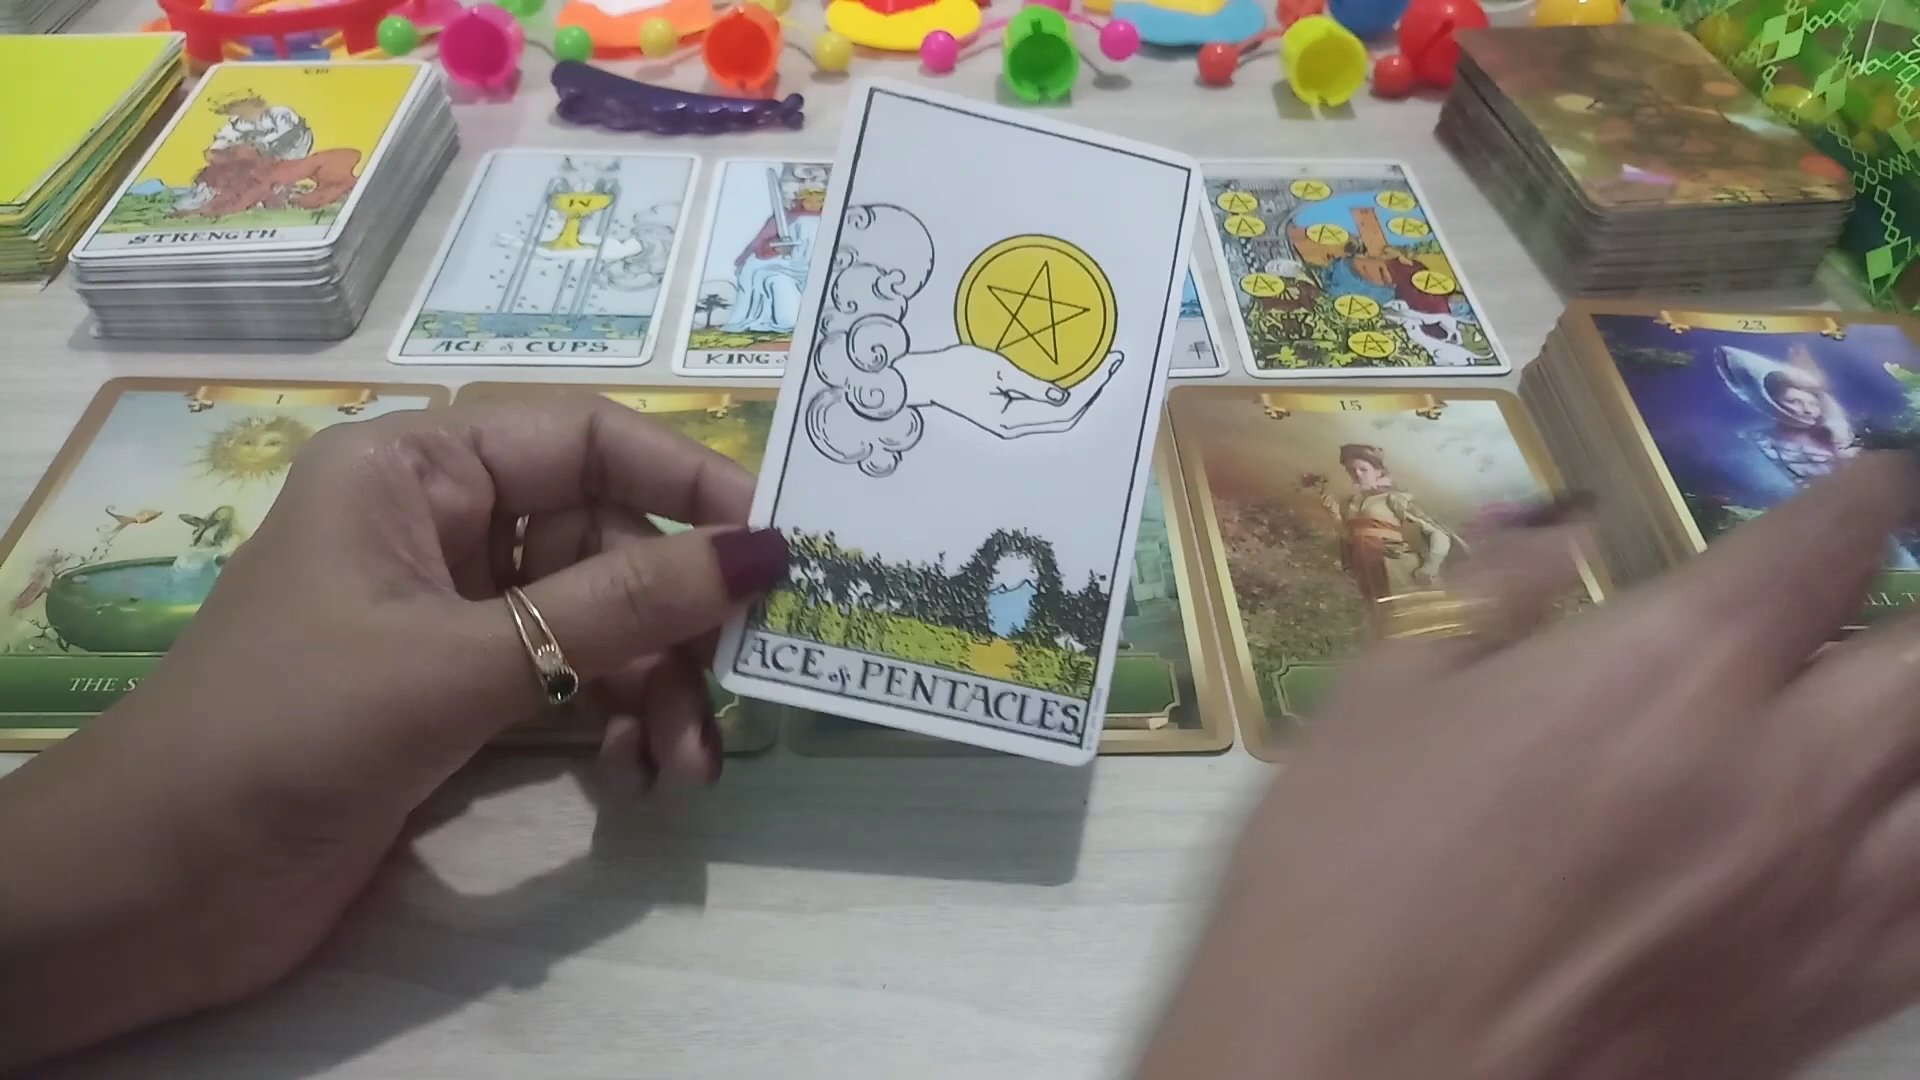 VIII
STRENGTH.
ACE of CUPS.
KING
X
ACE of PENTACLES.
1
3
15
23
THE S